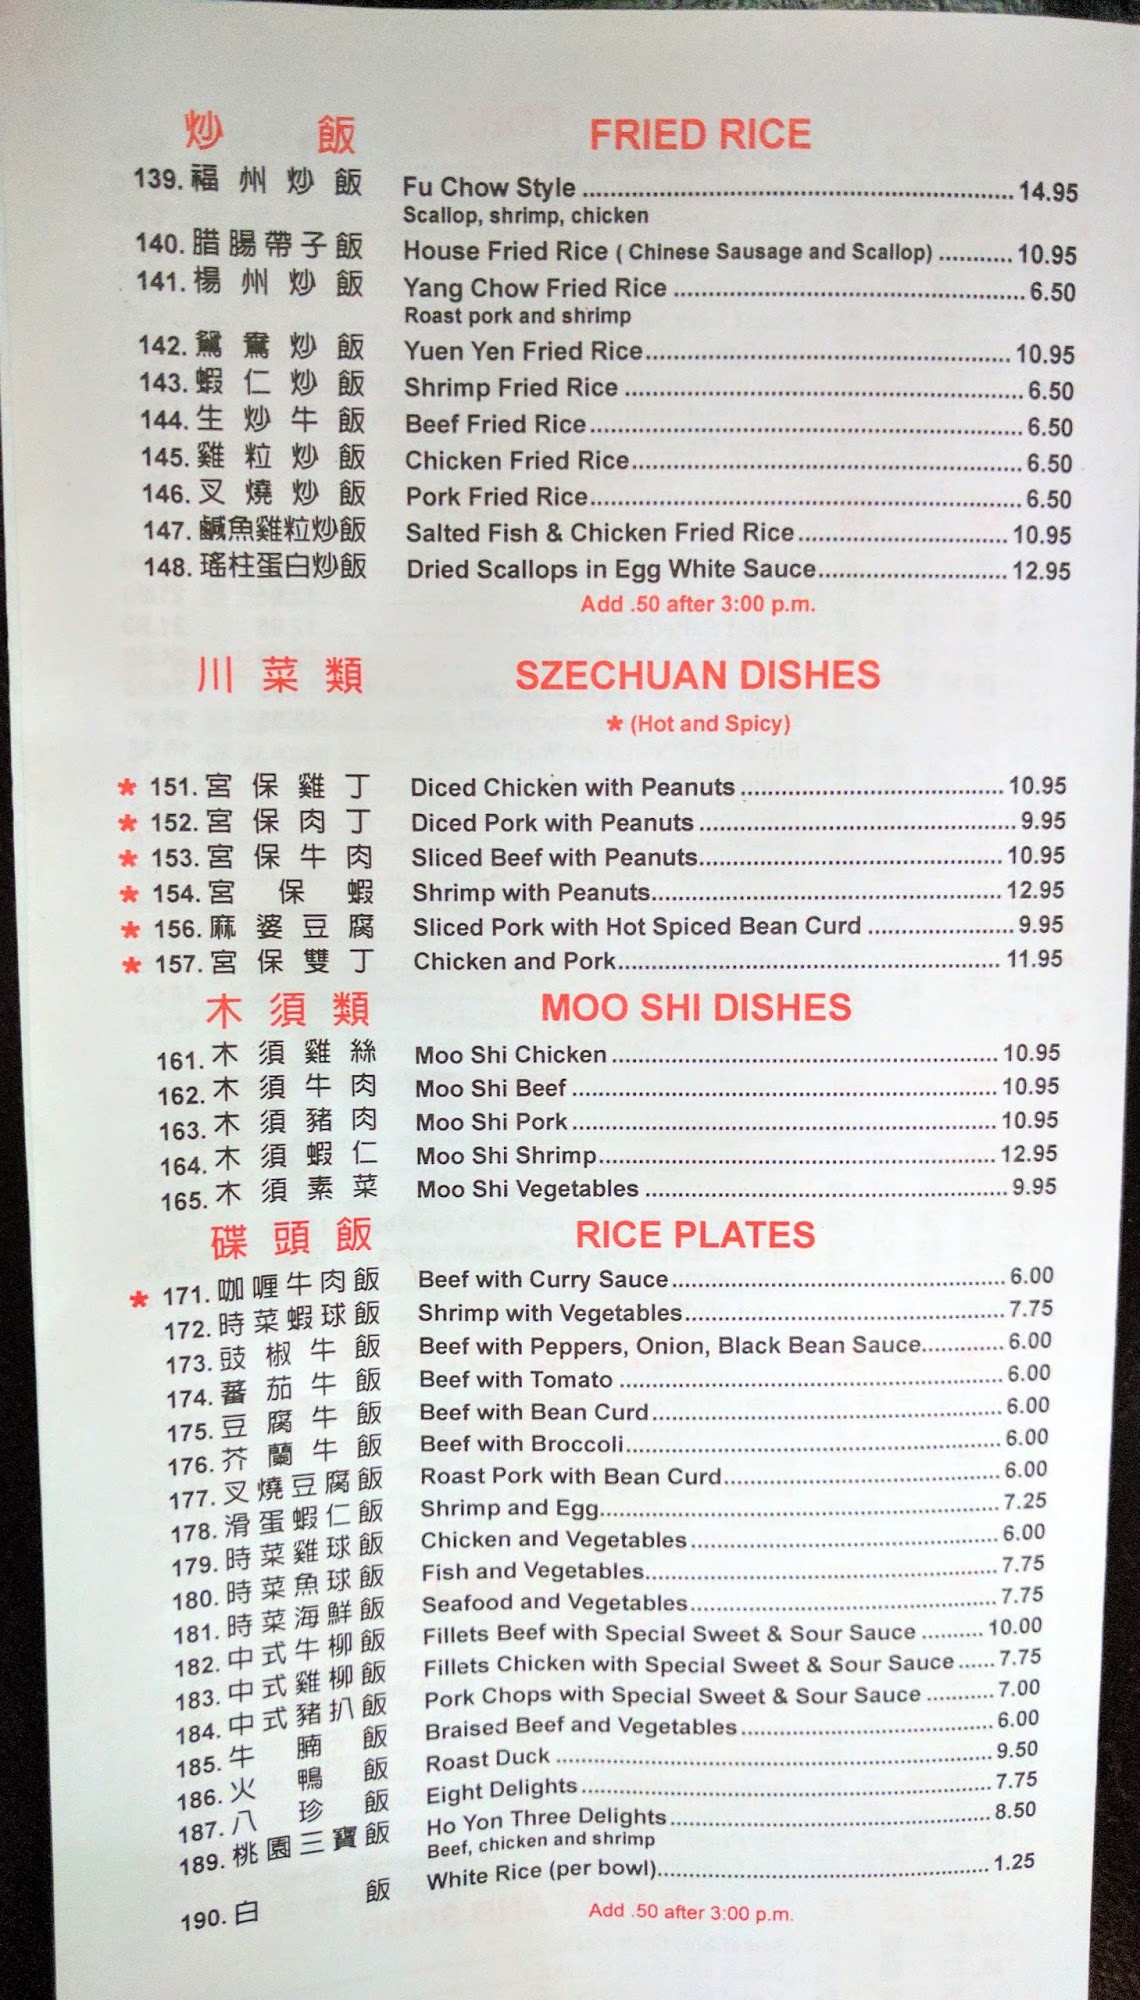 炒 飯 FRIED RICE
139. 福州炒飯 Fu Chow Style 14.95
Scallop, shrimp, chicken
140. 腊腸帶子飯 House Fried Rice ( Chinese Sausage and Scallop) 10.95
141. 楊州炒飯 Yang Chow Fried Rice 6.50
Roast pork and shrimp
142. 鴛鴦炒飯 Yuen Yen Fried Rice 10.95
143. 蝦仁炒飯 Shrimp Fried Rice 6.50
144. 生炒牛飯 Beef Fried Rice 6.50
145. 雞粒炒飯 Chicken Fried Rice 6.50
146. 叉燒炒飯 Pork Fried Rice 6.50
147. 鹹魚雞粒炒飯 Salted Fish & Chicken Fried Rice 10.95
148. 瑤柱蛋白炒飯 Dried Scallops in Egg White Sauce 12.95
Add .50 after 3:00 p.m.
川菜類 SZECHUAN DISHES
* (Hot and Spicy)
* 151. 宮保雞丁 Diced Chicken with Peanuts 10.95
* 152. 宮保肉丁 Diced Pork with Peanuts 9.95
* 153. 宮保牛肉 Sliced Beef with Peanuts 10.95
* 154. 宮保蝦 Shrimp with Peanuts 12.95
* 156. 麻婆豆腐 Sliced Pork with Hot Spiced Bean Curd 9.95
* 157. 宮保雙丁 Chicken and Pork 11.95
木須類 MOO SHI DISHES
161. 木須雞絲 Moo Shi Chicken 10.95
162. 木須牛肉 Moo Shi Beef 10.95
163. 木須豬肉 Moo Shi Pork 10.95
164. 木須蝦仁 Moo Shi Shrimp 12.95
165. 木須素菜 Moo Shi Vegetables 9.95
碟頭飯 RICE PLATES
* 171. 咖喱牛肉飯 Beef with Curry Sauce 6.00
172. 時菜蝦球飯 Shrimp with Vegetables 7.75
173. 豉椒牛飯 Beef with Peppers, Onion, Black Bean Sauce 6.00
174. 蕃茄牛飯 Beef with Tomato 6.00
175. 豆腐牛飯 Beef with Bean Curd 6.00
176. 芥蘭牛飯 Beef with Broccoli 6.00
177. 叉燒豆腐飯 Roast Pork with Bean Curd 6.00
178. 滑蛋蝦仁飯 Shrimp and Egg 7.25
179. 時菜雞球飯 Chicken and Vegetables 6.00
180. 時菜魚球飯 Fish and Vegetables 7.75
181. 時菜海鮮飯 Seafood and Vegetables 7.75
182. 中式牛柳飯 Fillets Beef with Special Sweet & Sour Sauce 10.00
183. 中式雞柳飯 Fillets Chicken with Special Sweet & Sour Sauce 7.75
184. 中式豬扒飯 Pork Chops with Special Sweet & Sour Sauce 7.00
185. 牛腩飯 Braised Beef and Vegetables 6.00
186. 火鴨飯 Roast Duck 9.50
187. 八珍飯 Eight Delights 7.75
189. 桃園三寶飯 Ho Yon Three Delights 8.50
Beef, chicken and shrimp
190. 白飯 White Rice (per bowl) 1.25
Add .50 after 3:00 p.m.